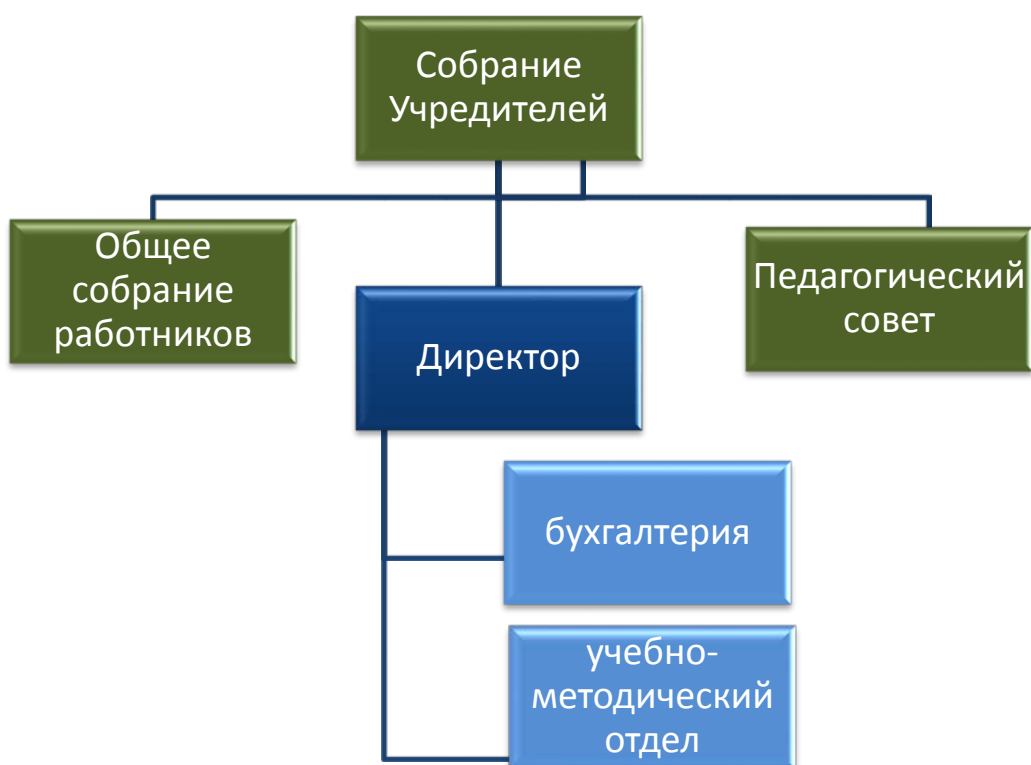 Собрание
Учредителей
Общее
собрание
работников
Директор
Педагогический
совет
бухгалтерия
учебно-
методический
отдел